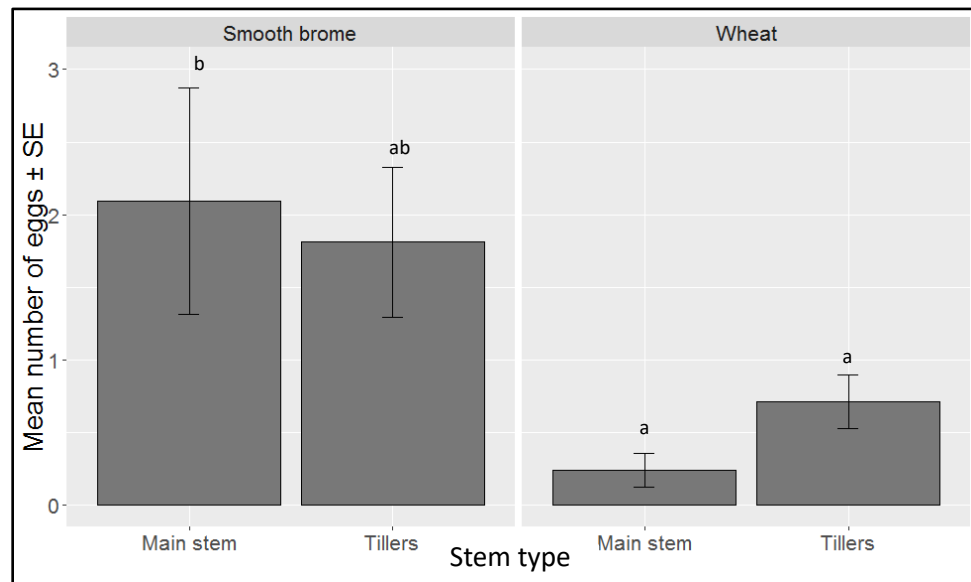 Smooth brome
Wheat
Mean number of eggs ± SE
3
2
1
0
b
ab
a
a
Main stem
Tillers
Main stem
Tillers
Stem type